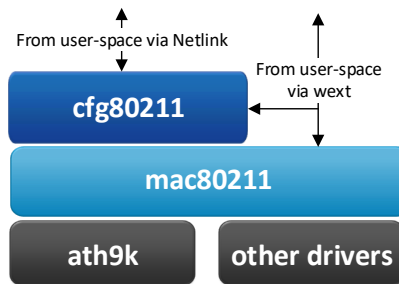 From user-space via Netlink
From user-space
via wext
cfg80211
mac80211
ath9k
other drivers